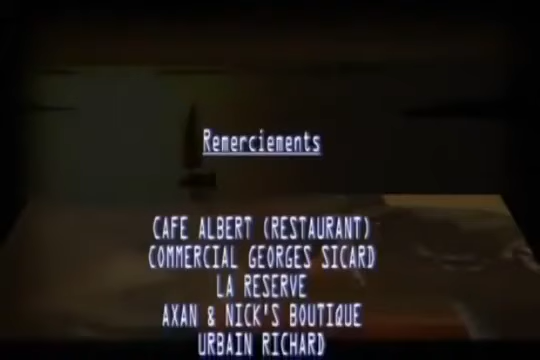 Remerciements
CAFE ALBERT (RESTAURANT)
COMMERCIAL GEORGES SICARD
LA RESERVE
AXAN & NICK'S BOUTIQUE
URBAIN RICHARD